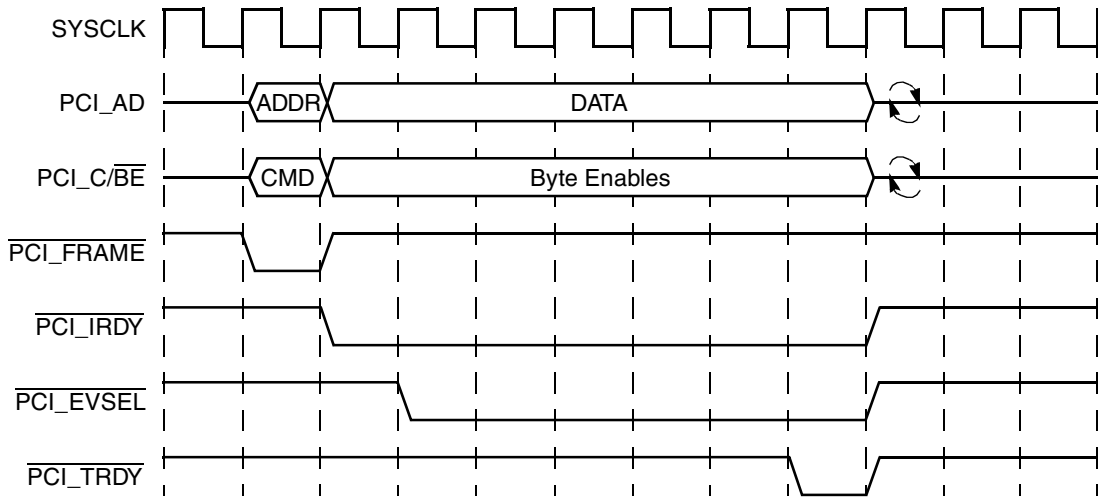 SYSCLK
PCI_AD
ADDR DATA
PCI_C/BE
CMD Byte Enables
PCI_FRAME
PCI_IRDY
PCI_EVSEL
PCI_TRDY